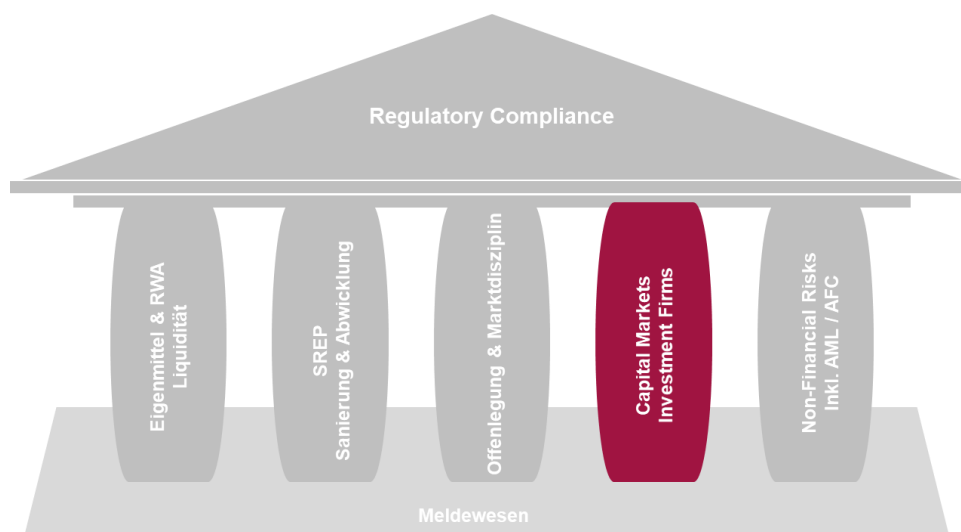 Regulatory Compliance
Eigenmittel & RWA
Liquidität
SREP
Sanierung & Abwicklung
Offenlegung & Marktdisziplin
Capital Markets
Investment Firms
Non-Financial Risks
Inkl. AML / AFC
Meldewesen